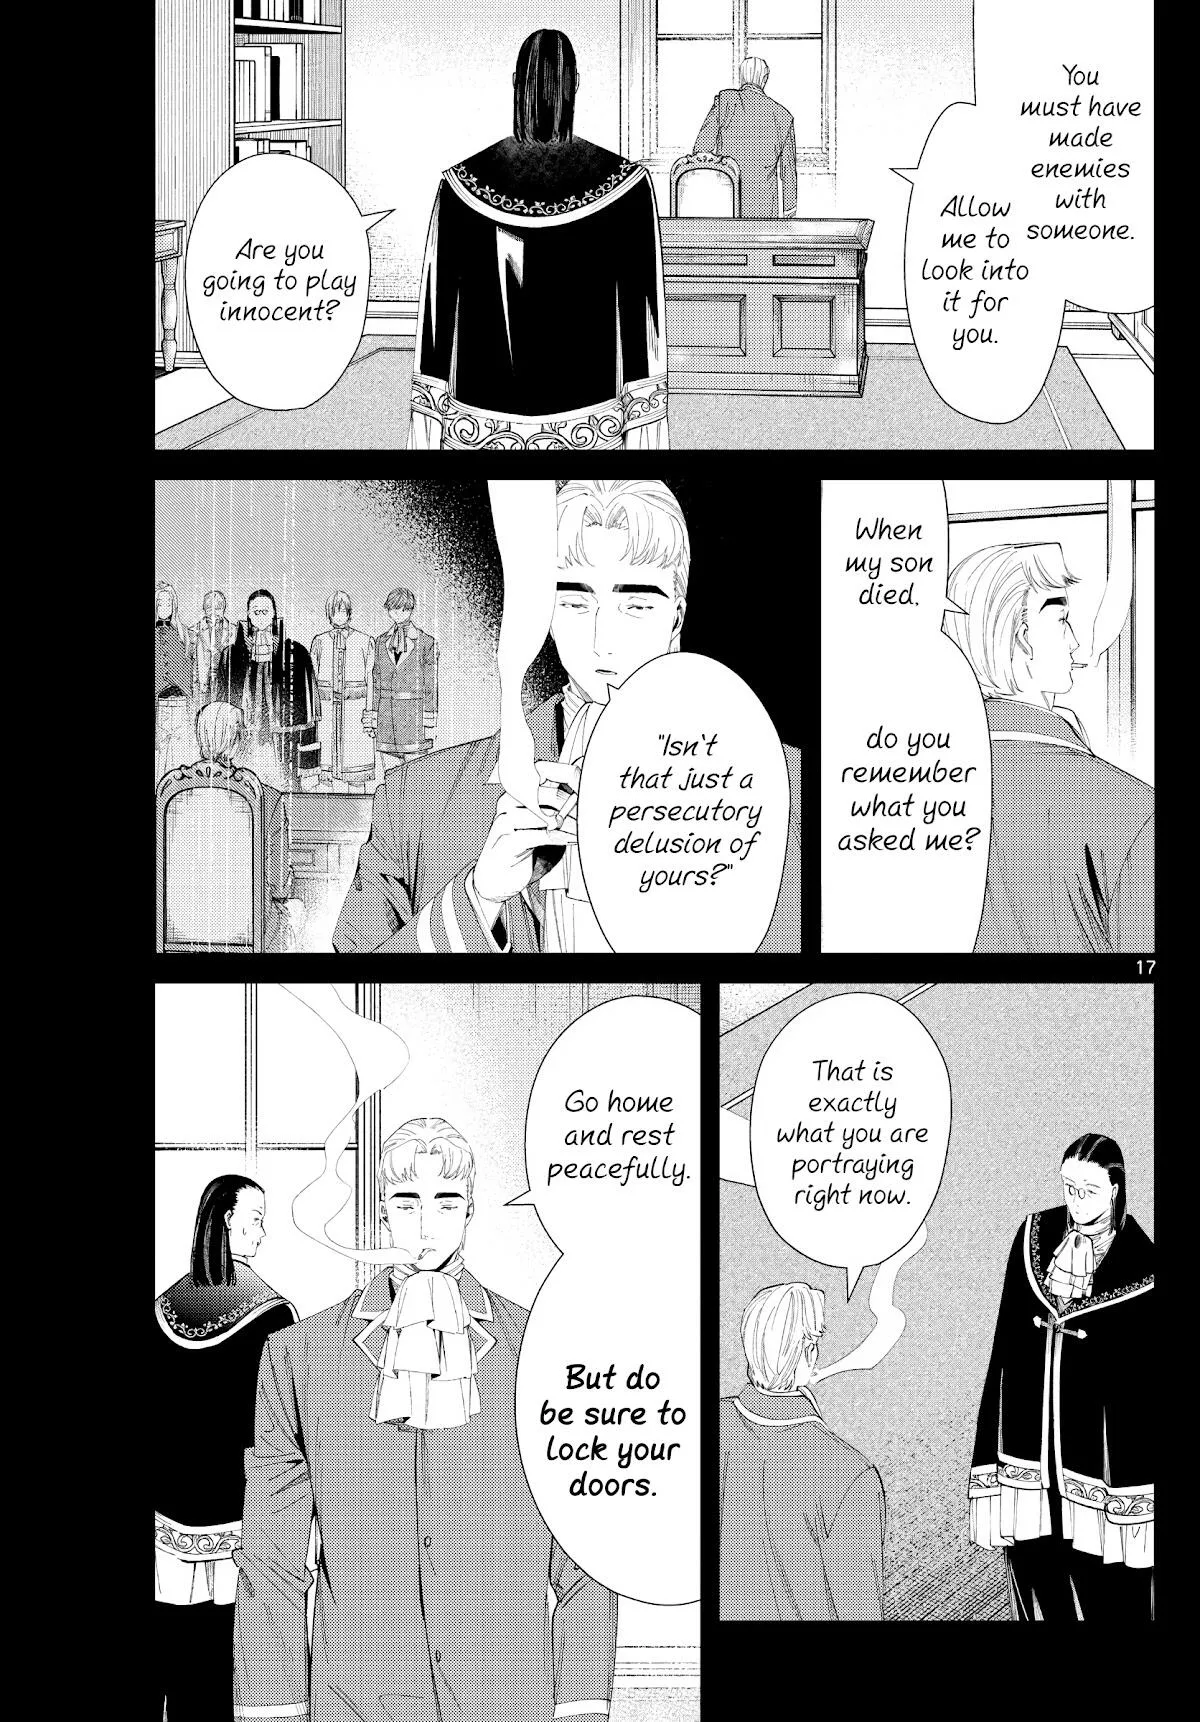 You
must have
made
enemies
with
someone.
Allow
me to
look into
it for
you.
Are you
going to play
innocent?
When
my son
died,
do you
remember
what you
asked me?
"Isn't
that just a
persecutory
delusion of
yours?"
17
That is
exactly
what you are
portraying
right now.
Go home
and rest
peacefully.
But do
be sure to
lock your
doors.